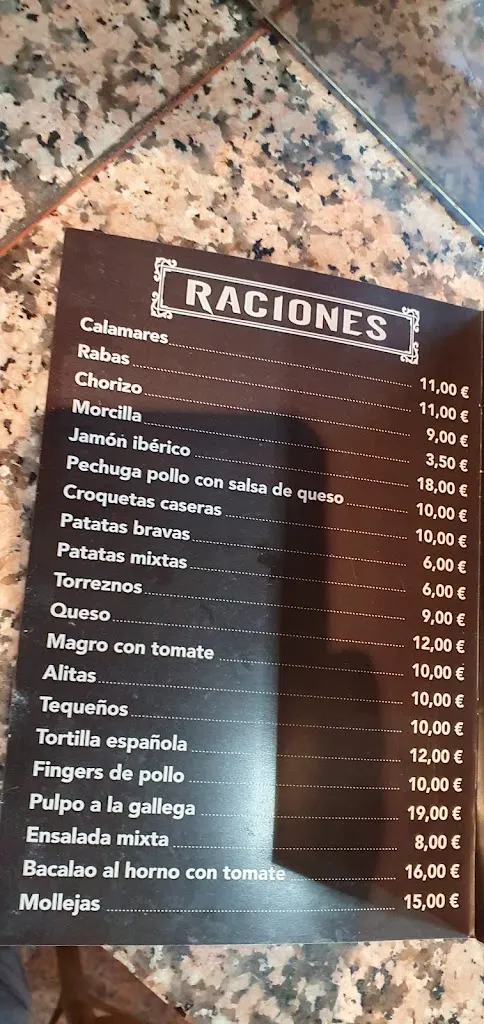 RACIONES
Calamares 11,00 €
Rabas 11,00 €
Chorizo 9,00 €
Morcilla 3,50 €
Jamón ibérico 18,00 €
Pechuga pollo con salsa de queso 10,00 €
Croquetas caseras 10,00 €
Patatas bravas 6,00 €
Patatas mixtas 6,00 €
Torreznos 9,00 €
Queso 12,00 €
Magro con tomate 10,00 €
Alitas 10,00 €
Tequeños 10,00 €
Tortilla española 12,00 €
Fingers de pollo 10,00 €
Pulpo a la gallega 19,00 €
Ensalada mixta 8,00 €
Bacalao al horno con tomate 16,00 €
Mollejas 15,00 €